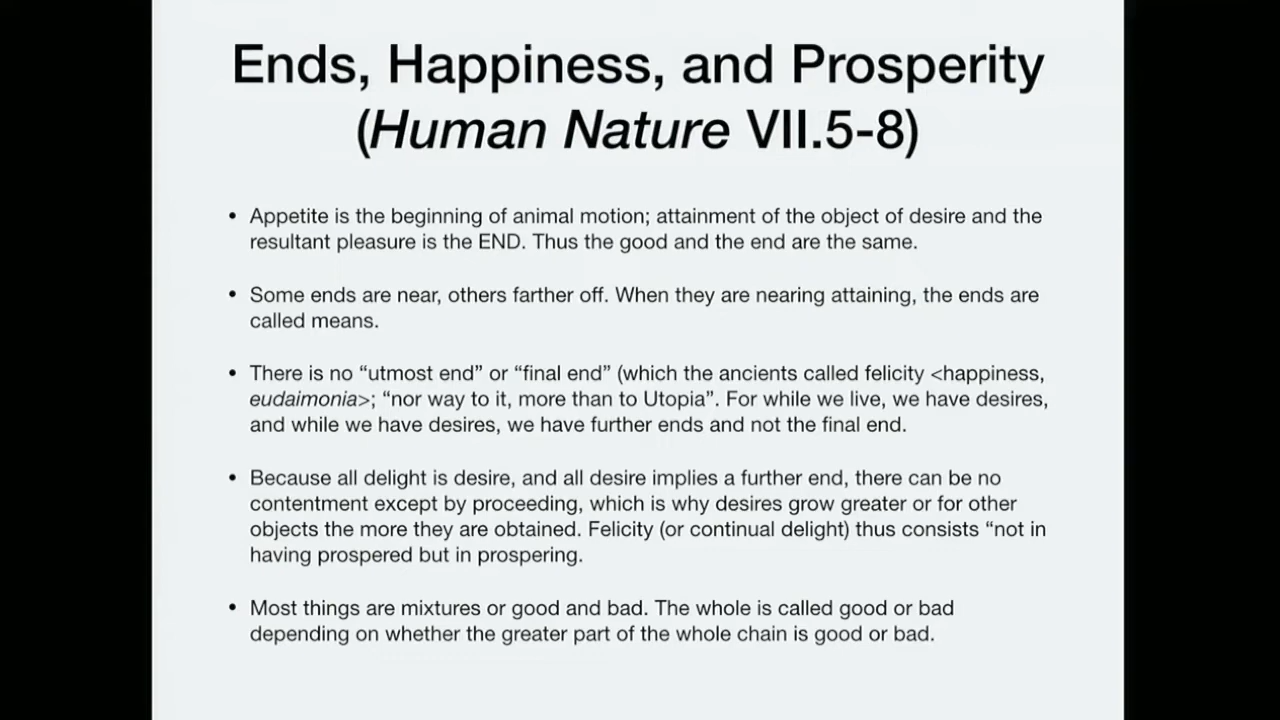 Ends, Happiness, and Prosperity
(Human Nature VII.5-8)
• Appetite is the beginning of animal motion; attainment of the object of desire and the
resultant pleasure is the END. Thus the good and the end are the same.
• Some ends are near, others farther off. When they are nearing attaining, the ends are
called means.
• There is no “utmost end” or “final end” (which the ancients called felicity <happiness,
eudaimonia>; “nor way to it, more than to Utopia”. For while we live, we have desires,
and while we have desires, we have further ends and not the final end.
• Because all delight is desire, and all desire implies a further end, there can be no
contentment except by proceeding, which is why desires grow greater or for other
objects the more they are obtained. Felicity (or continual delight) thus consists “not in
having prospered but in prospering.
• Most things are mixtures or good and bad. The whole is called good or bad
depending on whether the greater part of the whole chain is good or bad.